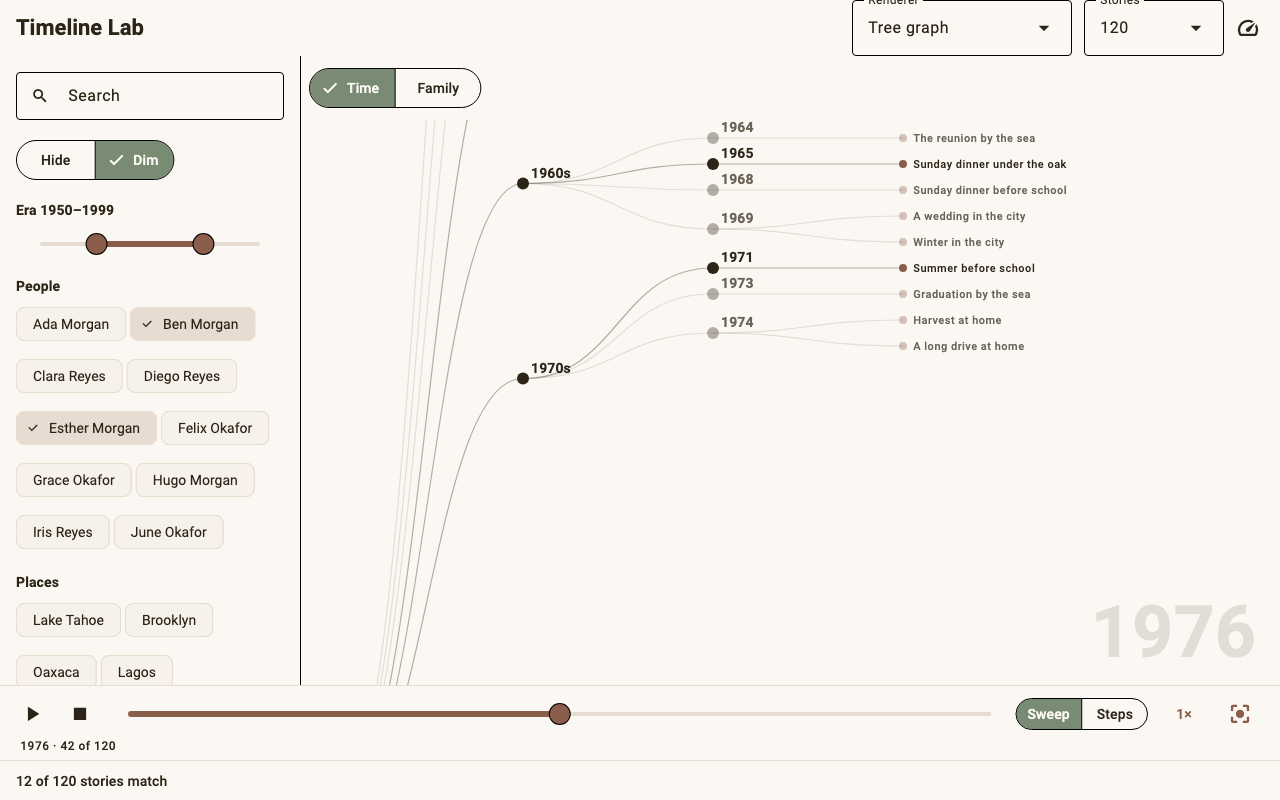 Timeline Lab
Renderer
Tree graph
Stories
120
Search
Hide
Dim
Era 1950–1999
People
Ada Morgan
Ben Morgan
Clara Reyes
Diego Reyes
Esther Morgan
Felix Okafor
Grace Okafor
Hugo Morgan
Iris Reyes
June Okafor
Places
Lake Tahoe
Brooklyn
Oaxaca
Lagos
Time
Family
1960s
1964
The reunion by the sea
1965
Sunday dinner under the oak
1968
Sunday dinner before school
1969
A wedding in the city
Winter in the city
1970s
1971
Summer before school
1973
Graduation by the sea
1974
Harvest at home
A long drive at home
1976
Sweep
Steps
1×
1976 · 42 of 120
12 of 120 stories match